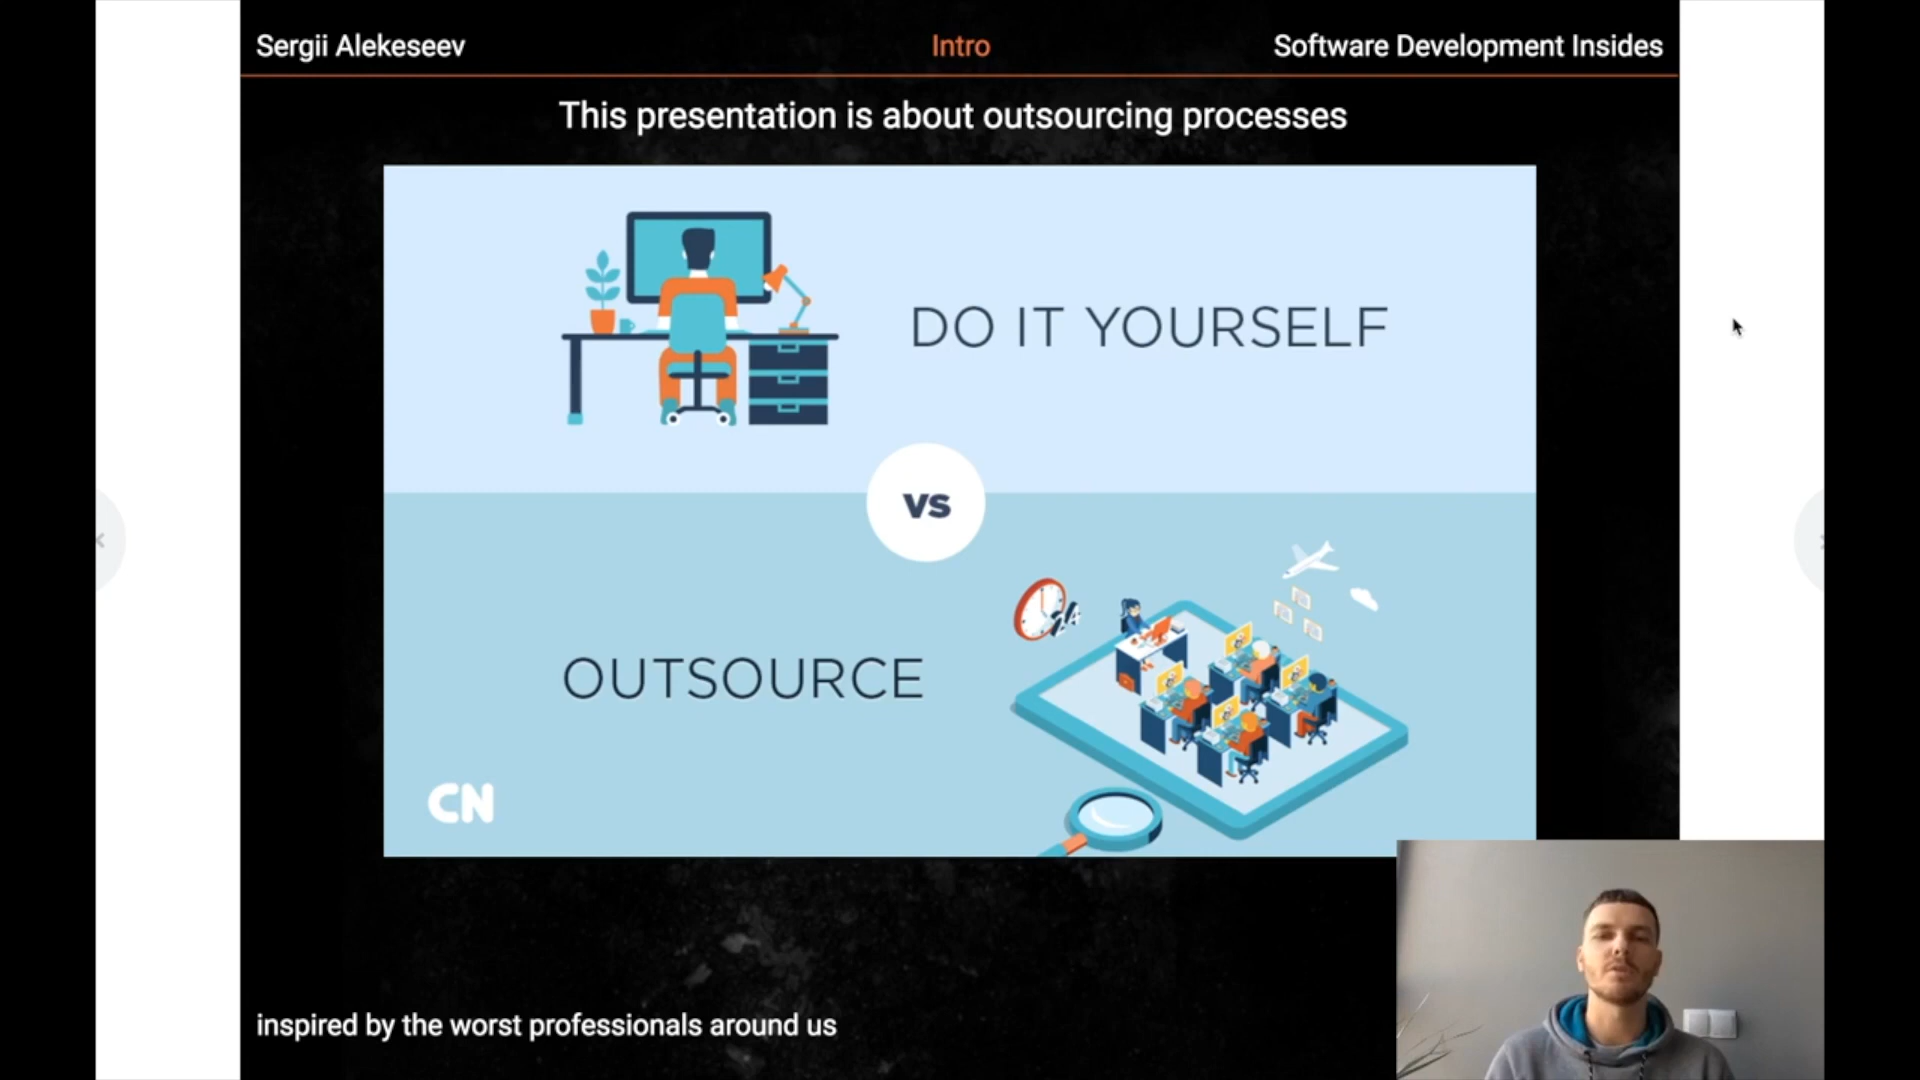 Sergii Alekeseev
Intro
Software Development Insides
This presentation is about outsourcing processes
DO IT YOURSELF
VS
OUTSOURCE
24
CN
inspired by the worst professionals around us